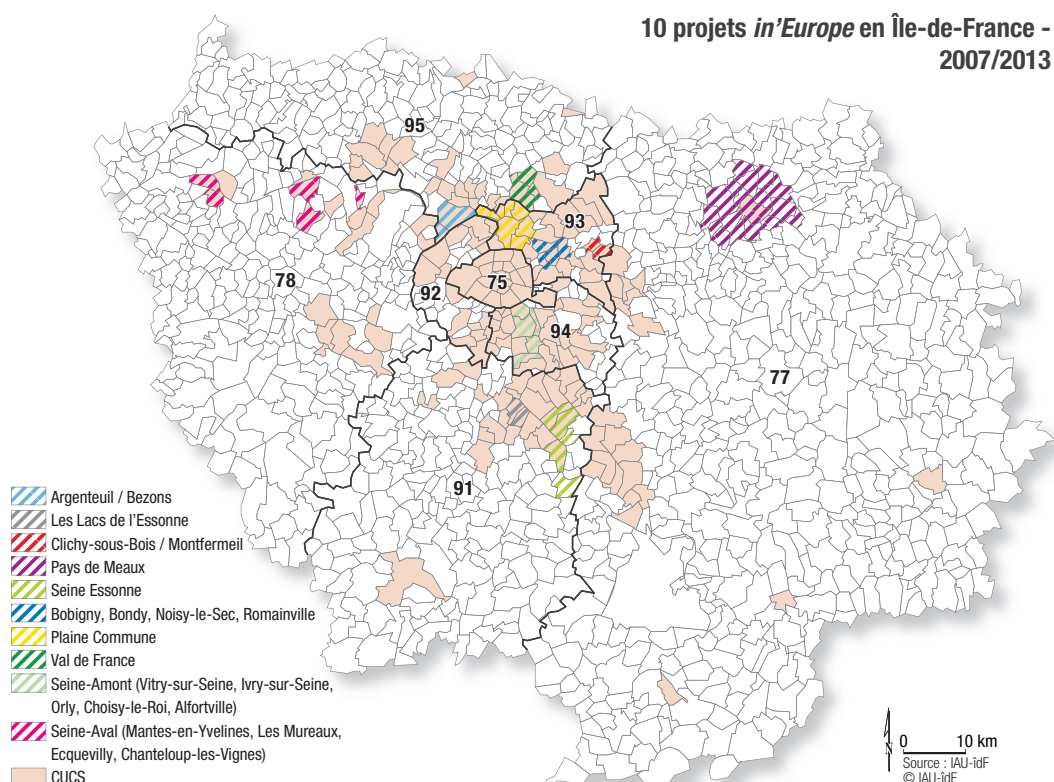 10 projets in’Europe en Île-de-France -
2007/2013
95
93
78
92
75
94
77
91
Argenteuil / Bezons
Les Lacs de l’Essonne
Clichy-sous-Bois / Montfermeil
Pays de Meaux
Seine Essonne
Bobigny, Bondy, Noisy-le-Sec, Romainville
Plaine Commune
Val de France
Seine-Amont (Vitry-sur-Seine, Ivry-sur-Seine,
Orly, Choisy-le-Roi, Alfortville)
Seine-Aval (Mantes-en-Yvelines, Les Mureaux,
Ecquevilly, Chanteloup-les-Vignes)
CUCS
0 10 km
Source : IAU-îdF
© IAU-îdF